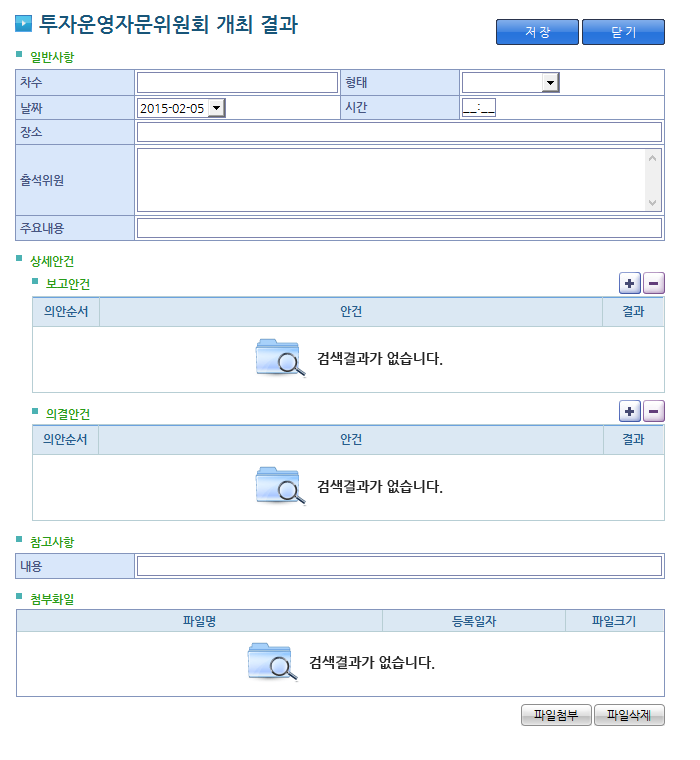 투자운영자문위원회 개최 결과
저 장 닫 기
일반사항
차수 형태
날짜 2015-02-05 시간 __:__
장소
출석위원
주요내용
상세안건
보고안건
의안순서 안건 결과
검색결과가 없습니다.
의결안건
의안순서 안건 결과
검색결과가 없습니다.
참고사항
내용
첨부화일
파일명 등록일자 파일크기
검색결과가 없습니다.
파일첨부 파일삭제